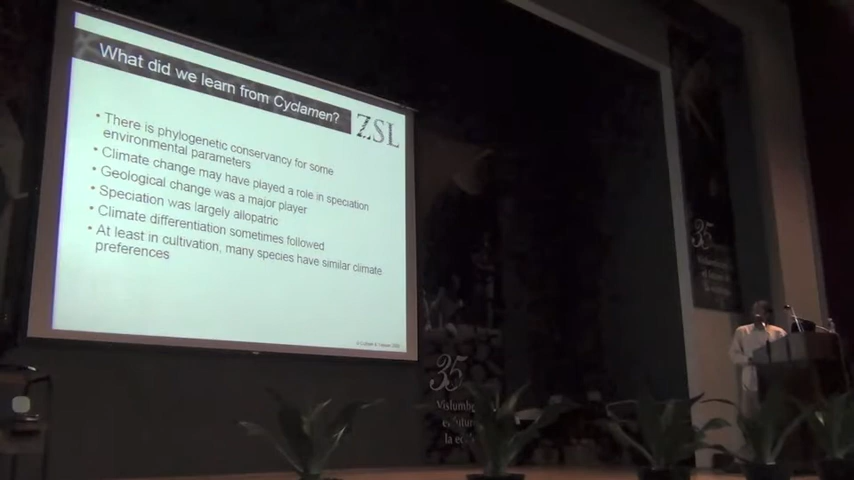 What did we learn from Cyclamen?
ZSL
• There is phylogenetic conservancy for some
environmental parameters
• Climate change may have played a role in speciation
• Geological change was a major player
• Speciation was largely allopatric
• Climate differentiation sometimes followed
• At least in cultivation, many species have similar climate
preferences
35
35